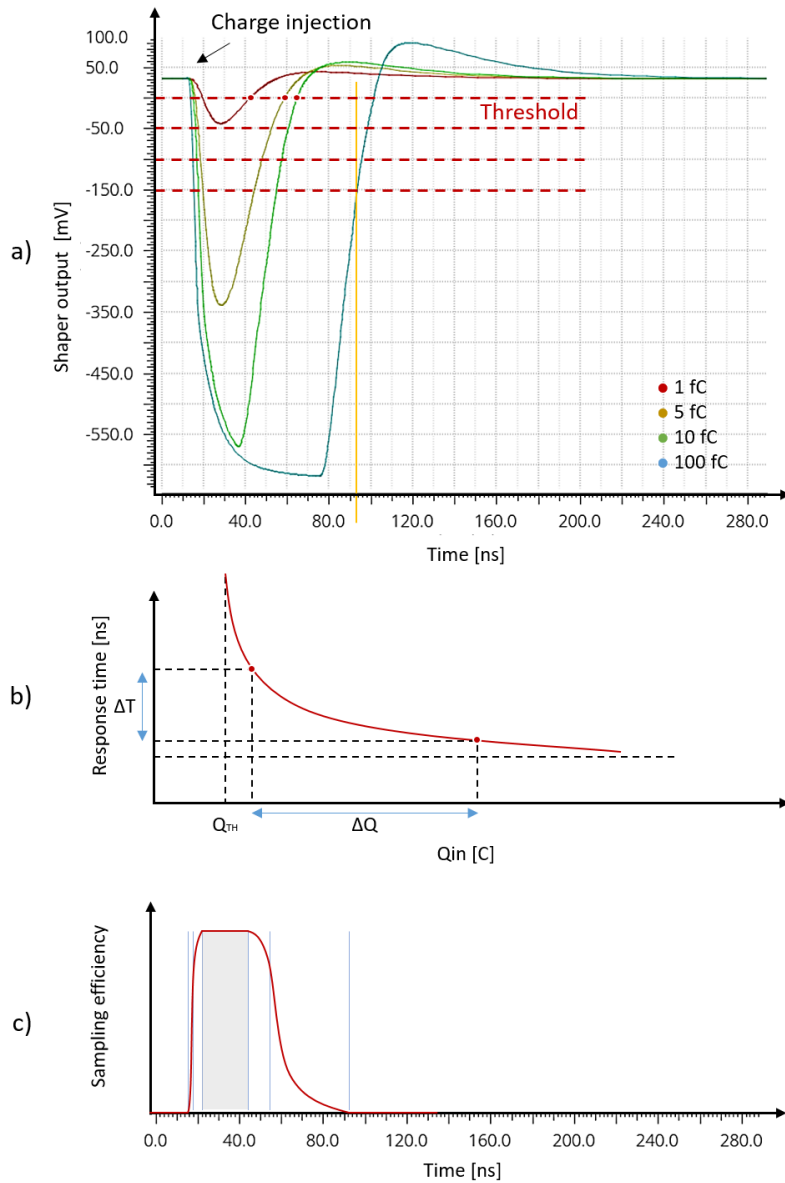 Charge injection
100.0
50.0
Threshold
-50.0
-150.0
a)
-250.0
Shaper output [mV]
-350.0
1 fC
-450.0
5 fC
10 fC
-550.0
100 fC
0.0 40.0 80.0 120.0 160.0 200.0 240.0 280.0
Time [ns]
b)
Response time [ns]
ΔT
QTH
ΔQ
Qin [C]
c)
Sampling efficiency
0.0 40.0 80.0 120.0 160.0 200.0 240.0 280.0
Time [ns]